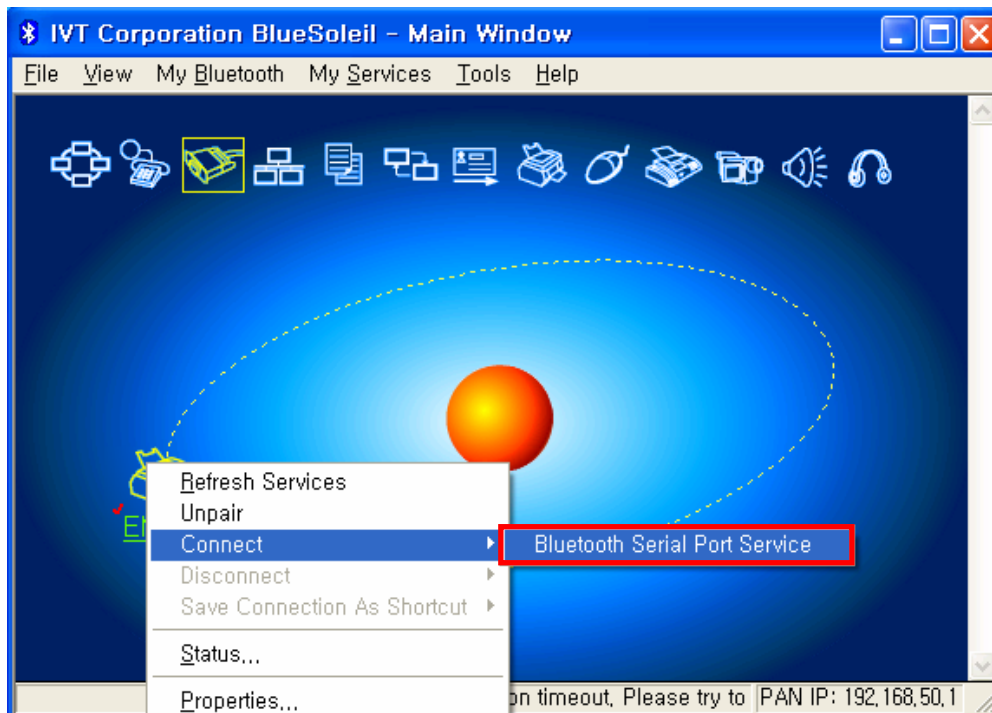 IVT Corporation BlueSoleil - Main Window
File View My Bluetooth My Services Tools Help
Refresh Services
Unpair
Connect
Bluetooth Serial Port Service
Disconnect
Save Connection As Shortcut
Status...
Properties...
timeout, Please try to PAN IP: 192,168,50,1